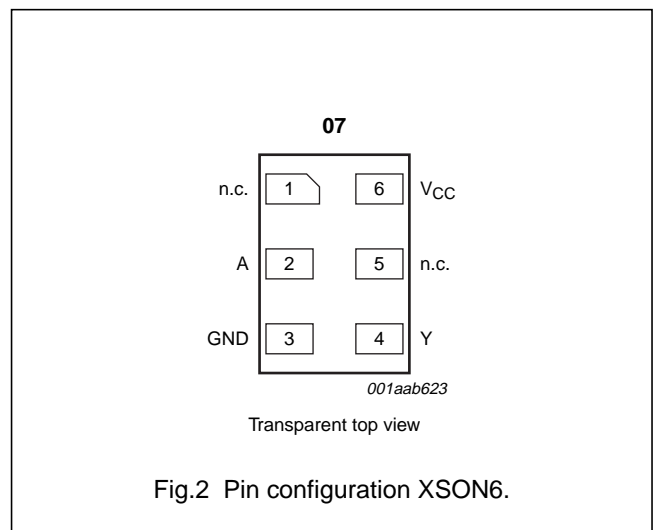 07
n.c. 1 6 VCC
A 2 5 n.c.
GND 3 4 Y
001aab623
Transparent top view
Fig.2 Pin configuration XSON6.